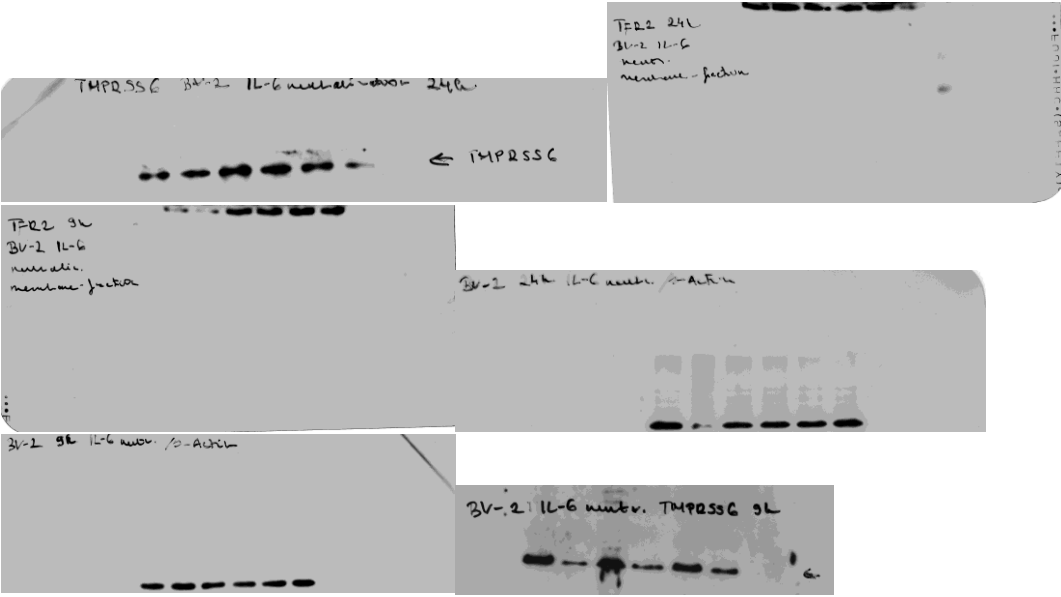 TFR2 24h
BV-2 IL-6
neutr.
membrane-fraction
TMPRSS6 BV-2 IL-6 neutralization 24h.
← TMPRSS6
TFR2 9h
BV-2 IL-6
neutraliz.
membrane-fraction
BV-2 24h IL-6 neutr. β-Actin
BV-2 9h IL-6 neutr. β-Actin
BV-2 IL-6 neutr. TMPRSS6 9h